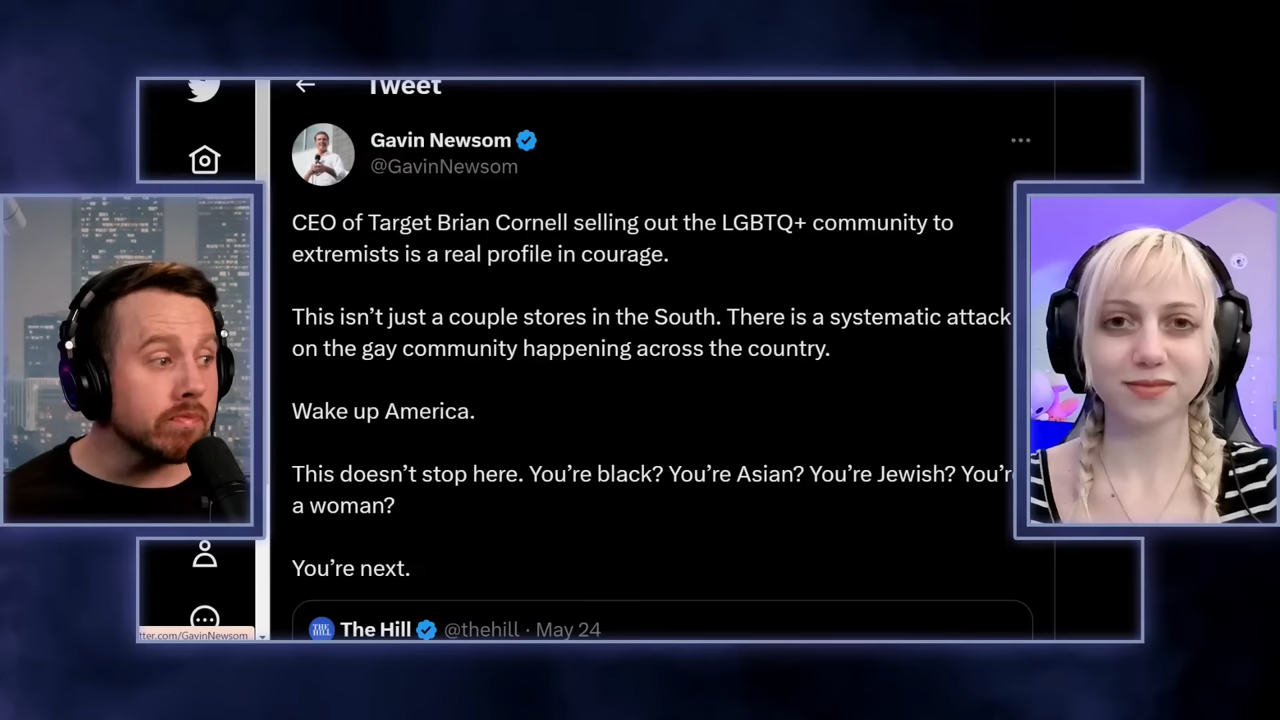 Tweet
Gavin Newsom
@GavinNewsom
CEO of Target Brian Cornell selling out the LGBTQ+ community to
extremists is a real profile in courage.
This isn’t just a couple stores in the South. There is a systematic attack
on the gay community happening across the country.
Wake up America.
This doesn’t stop here. You’re black? You’re Asian? You’re Jewish? You’r
a woman?
You’re next.
THE HILL The Hill @thehill · May 24
tter.com/GavinNewsom